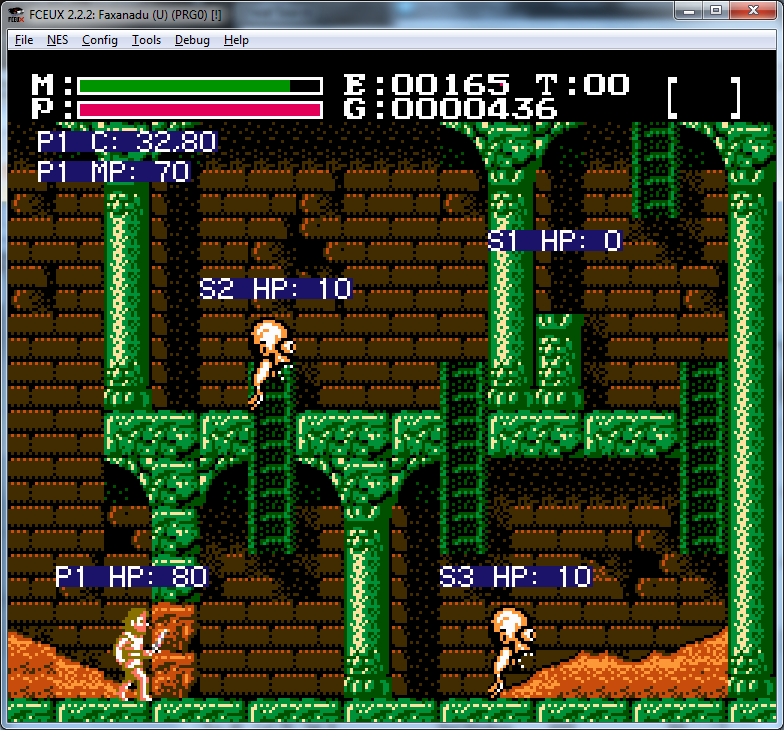 FCEUX 2.2.2: Faxanadu (U) (PRG0) [!]
File NES Config Tools Debug Help
M: E:00165 T:00
P: G:0000436
P1 C: 32,80
P1 MP: 70
S1 HP: 0
S2 HP: 10
P1 HP: 80
S3 HP: 10